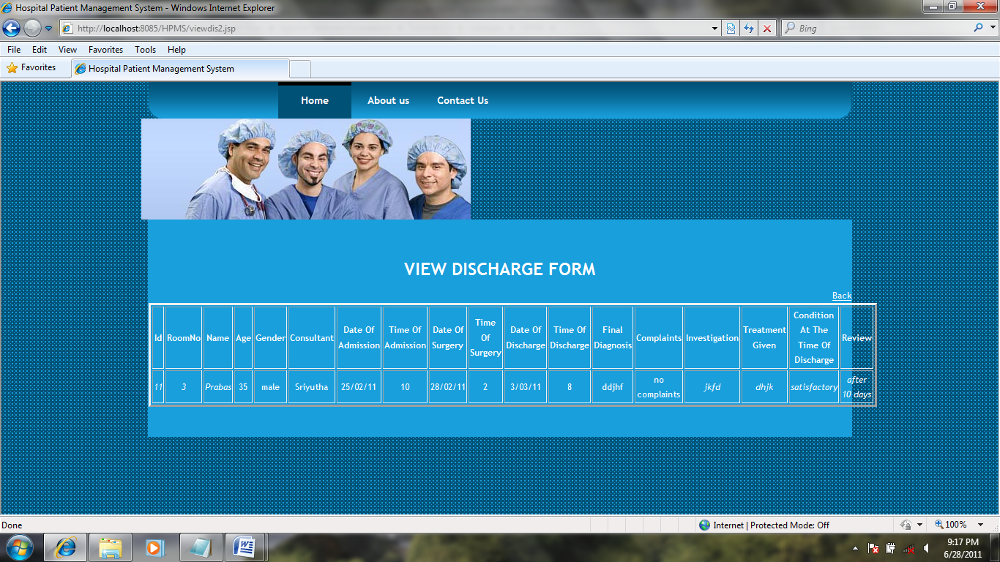 Hospital Patient Management System - Windows Internet Explorer
http://localhost:8085/HPMS/viewdis2.jsp
Bing
File Edit View Favorites Tools Help
Favorites
Hospital Patient Management System
Home About us Contact Us
VIEW DISCHARGE FORM
Back
Id RoomNo Name Age Gender Consultant Date Of Admission Time Of Admission Date Of Surgery Time Of Surgery Date Of Discharge Time Of Discharge Final Diagnosis Complaints Investigation Treatment Given Condition At The Time Of Discharge Review
11 3 Prabas 35 male Sriyutha 25/02/11 10 28/02/11 2 3/03/11 8 ddjhf no complaints jkfd dhjk satisfactory after 10 days
Done
Internet | Protected Mode: Off
100%
9:17 PM
6/28/2011